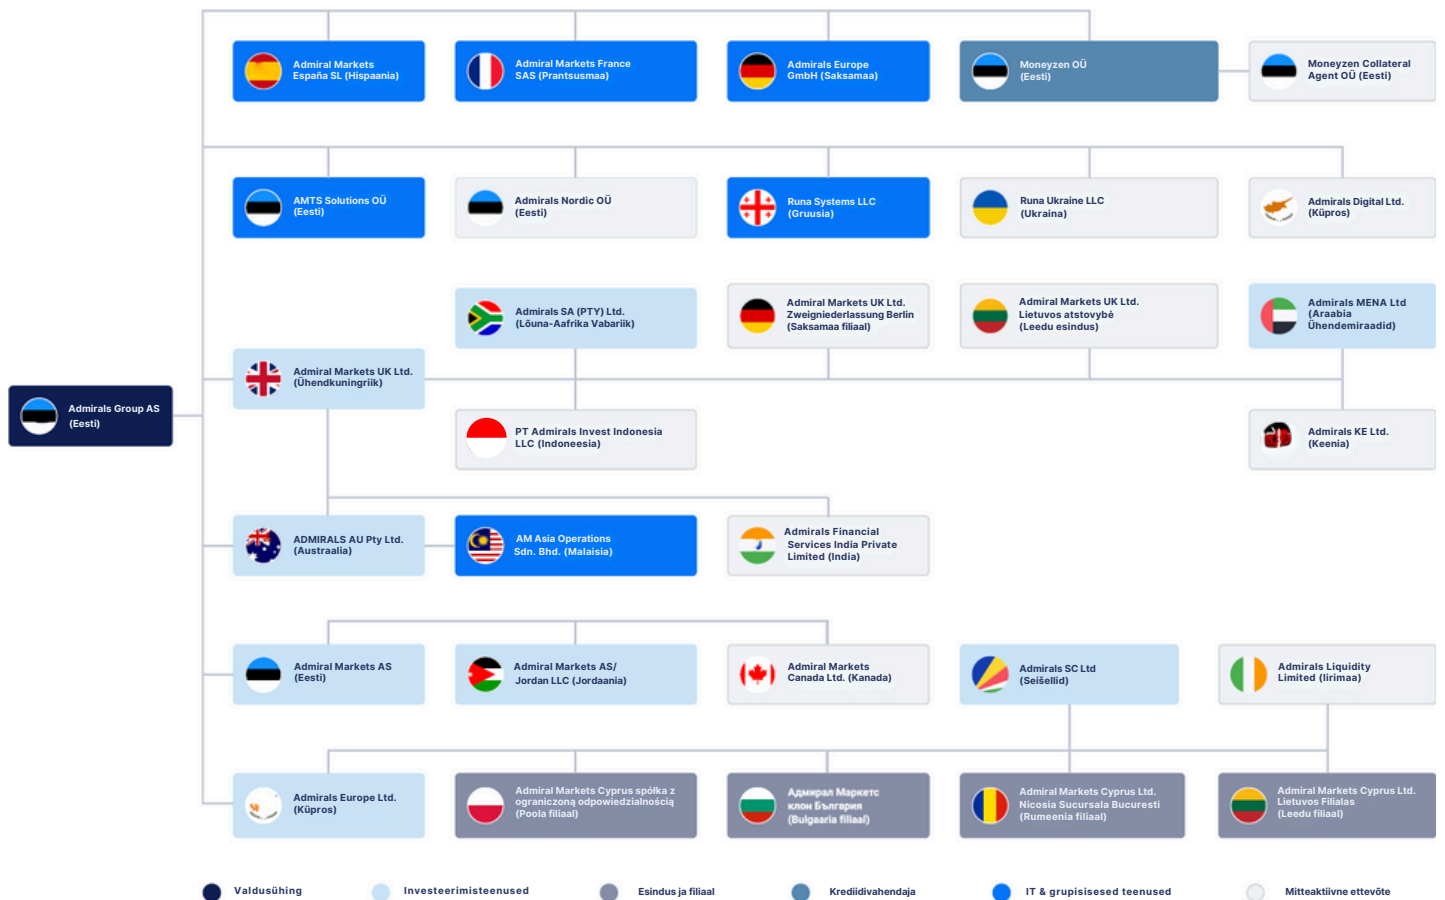 Admiral Markets
España SL (Hispaania)
Admiral Markets France
SAS (Prantsusmaa)
Admirals Europe
GmbH (Saksamaa)
Moneyzen OÜ
(Eesti)
Moneyzen Collateral
Agent OÜ (Eesti)
AMTS Solutions OÜ
(Eesti)
Admirals Nordic OÜ
(Eesti)
Runa Systems LLC
(Gruusia)
Runa Ukraine LLC
(Ukraina)
Admirals Digital Ltd.
(Küpros)
Admirals SA (PTY) Ltd.
(Lõuna-Aafrika Vabariik)
Admiral Markets UK Ltd.
Zweigniederlassung Berlin
(Saksamaa filiaal)
Admiral Markets UK Ltd.
Lietuvos atstovybė
(Leedu esindus)
Admirals MENA Ltd
(Araabia
Ühendemiraadid)
Admiral Markets UK Ltd.
(Ühendkuningriik)
Admirals Group AS
(Eesti)
PT Admirals Invest Indonesia
LLC (Indoneesia)
Admirals KE Ltd.
(Keenia)
ADMIRALS AU Pty Ltd.
(Austraalia)
AM Asia Operations
Sdn. Bhd. (Malaisia)
Admirals Financial
Services India Private
Limited (India)
Admiral Markets AS
(Eesti)
Admiral Markets AS/
Jordan LLC (Jordaania)
Admiral Markets
Canada Ltd. (Kanada)
Admirals SC Ltd
(Seišellid)
Admirals Liquidity
Limited (Iirimaa)
Admirals Europe Ltd.
(Küpros)
Admiral Markets Cyprus spółka z
ograniczoną odpowiedzialnością
(Poola filiaal)
Адмирал Маркетс
клон България
(Bulgaaria filiaal)
Admiral Markets Cyprus Ltd.
Nicosia Sucursala Bucuresti
(Rumeenia filiaal)
Admiral Markets Cyprus Ltd.
Lietuvos Filialas
(Leedu filiaal)
Valdusühing
Investeerimisteenused
Esindus ja filiaal
Krediidivahendaja
IT & grupisisesed teenused
Mitteaktiivne ettevõte